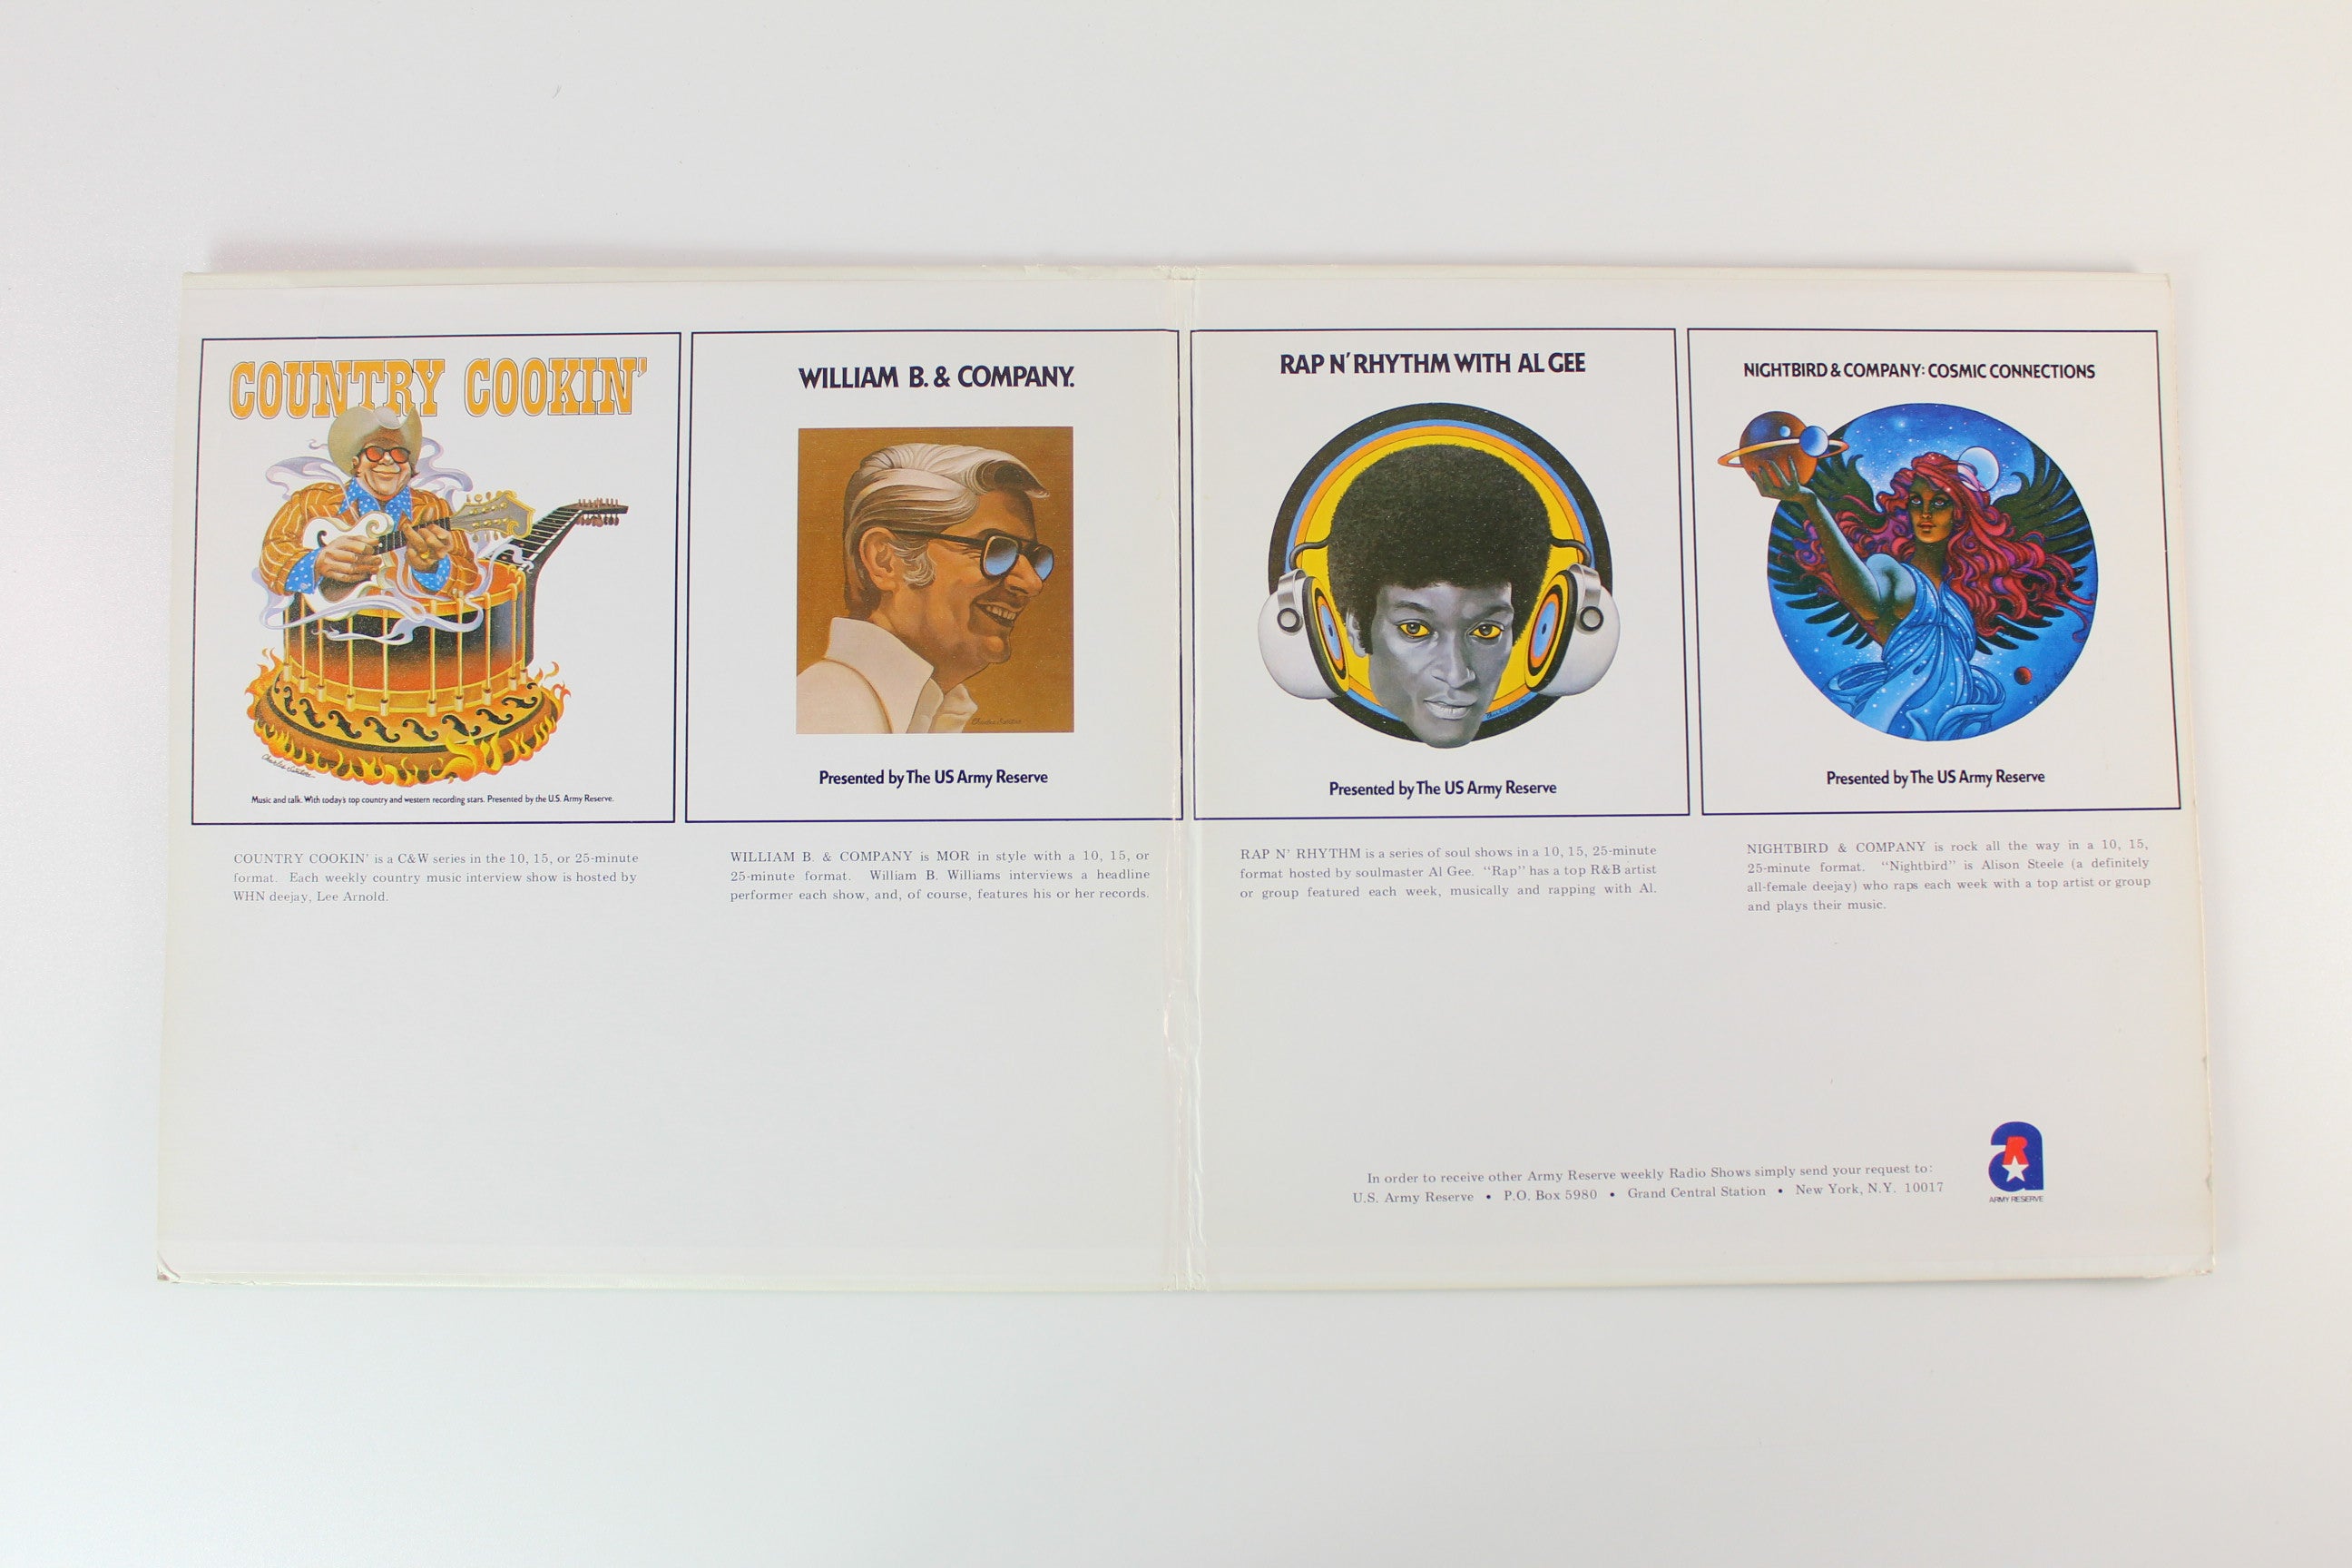 COUNTRY COOKIN'
Charlie Santore
Music and talk. With today's top country and western recording stars. Presented by the U.S. Army Reserve.
COUNTRY COOKIN' is a C&W series in the 10, 15, or 25-minute
format. Each weekly country music interview show is hosted by
WHN deejay, Lee Arnold.
WILLIAM B. & COMPANY.
Charles Santore
Presented by The US Army Reserve
WILLIAM B. & COMPANY is MOR in style with a 10, 15, or
25-minute format. William B. Williams interviews a headline
performer each show, and, of course, features his or her records.
RAP N' RHYTHM WITH AL GEE
Presented by The US Army Reserve
RAP N' RHYTHM is a series of soul shows in a 10, 15, 25-minute
format hosted by soulmaster Al Gee. "Rap" has a top R&B artist
or group featured each week, musically and rapping with Al.
NIGHTBIRD & COMPANY: COSMIC CONNECTIONS
Presented by The US Army Reserve
NIGHTBIRD & COMPANY is rock all the way in a 10, 15,
25-minute format. "Nightbird" is Alison Steele (a definitely
all-female deejay) who raps each week with a top artist or group
and plays their music.
In order to receive other Army Reserve weekly Radio Shows simply send your request to:
U.S. Army Reserve • P.O. Box 5980 • Grand Central Station • New York, N.Y. 10017
aR
ARMY RESERVE